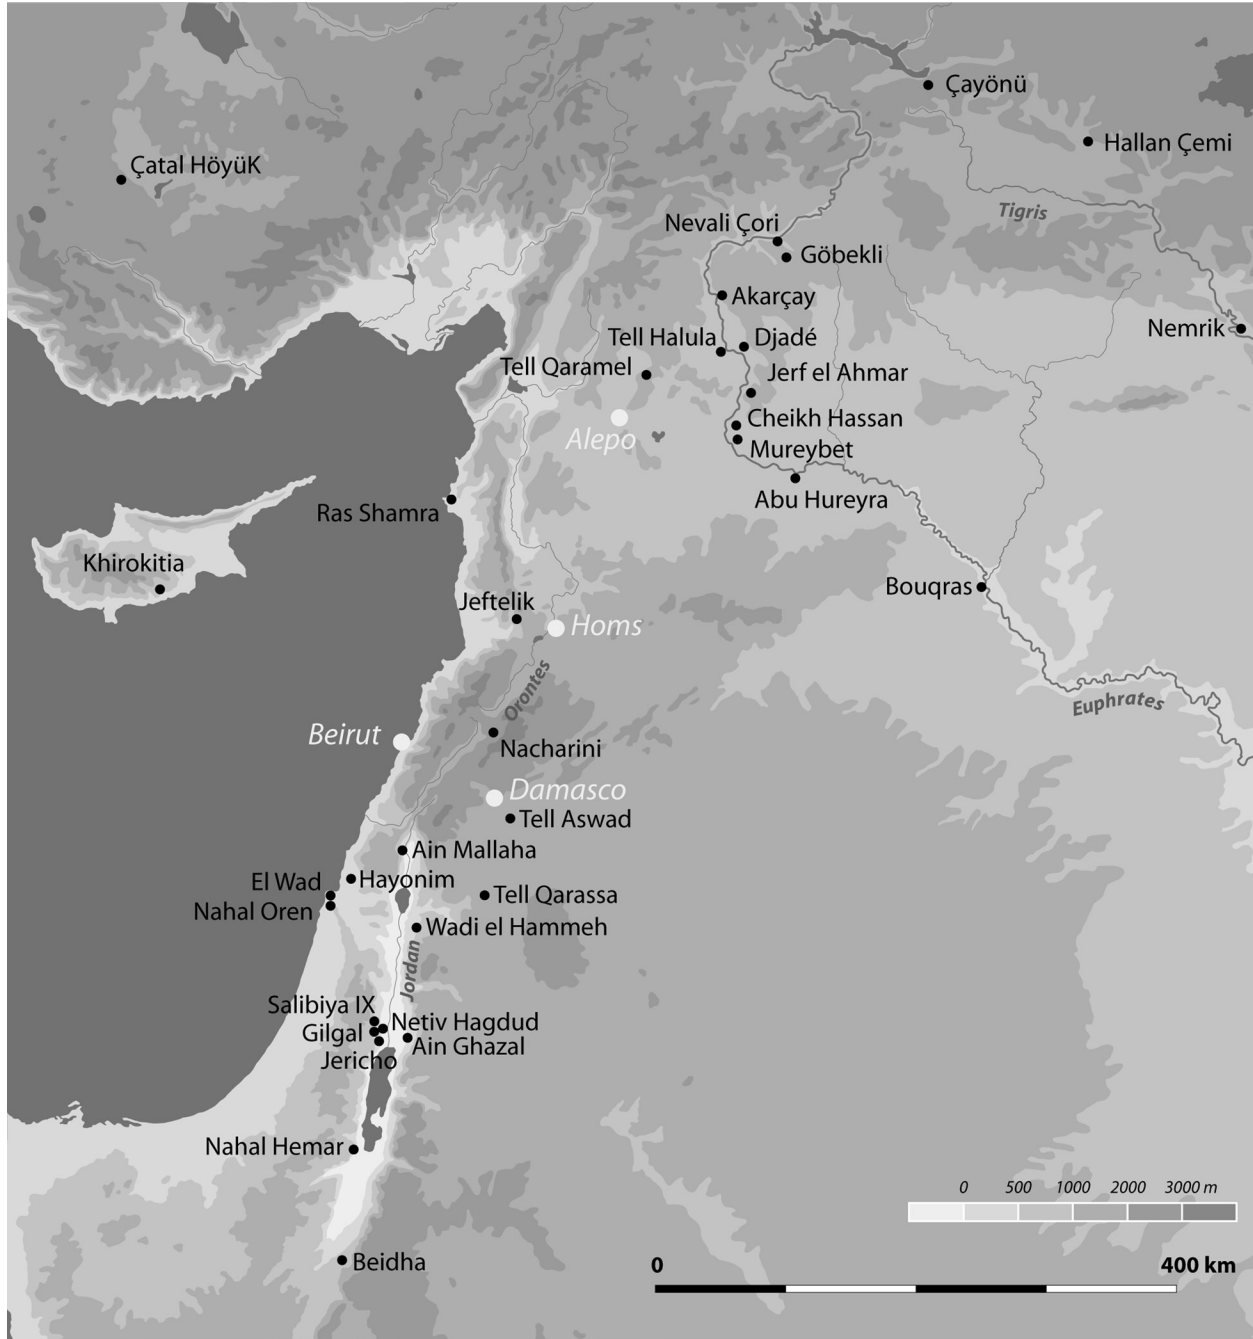 Çayönü
Hallan Çemi
Çatal HöyüK
Tigris
Nevali Çori
Göbekli
Akarçay
Nemrik
Tell Halula
Djadé
Tell Qaramel
Jerf el Ahmar
Cheikh Hassan
Alepo
Mureybet
Abu Hureyra
Ras Shamra
Khirokitia
Bouqras
Jeftelik
Homs
Orontes
Euphrates
Beirut
Nacharini
Damasco
Tell Aswad
Ain Mallaha
El Wad
Hayonim
Tell Qarassa
Nahal Oren
Wadi el Hammeh
Jordan
Salibiya IX
Netiv Hagdud
Gilgal
Ain Ghazal
Jericho
Nahal Hemar
0 500 1000 2000 3000 m
Beidha
0 400 km